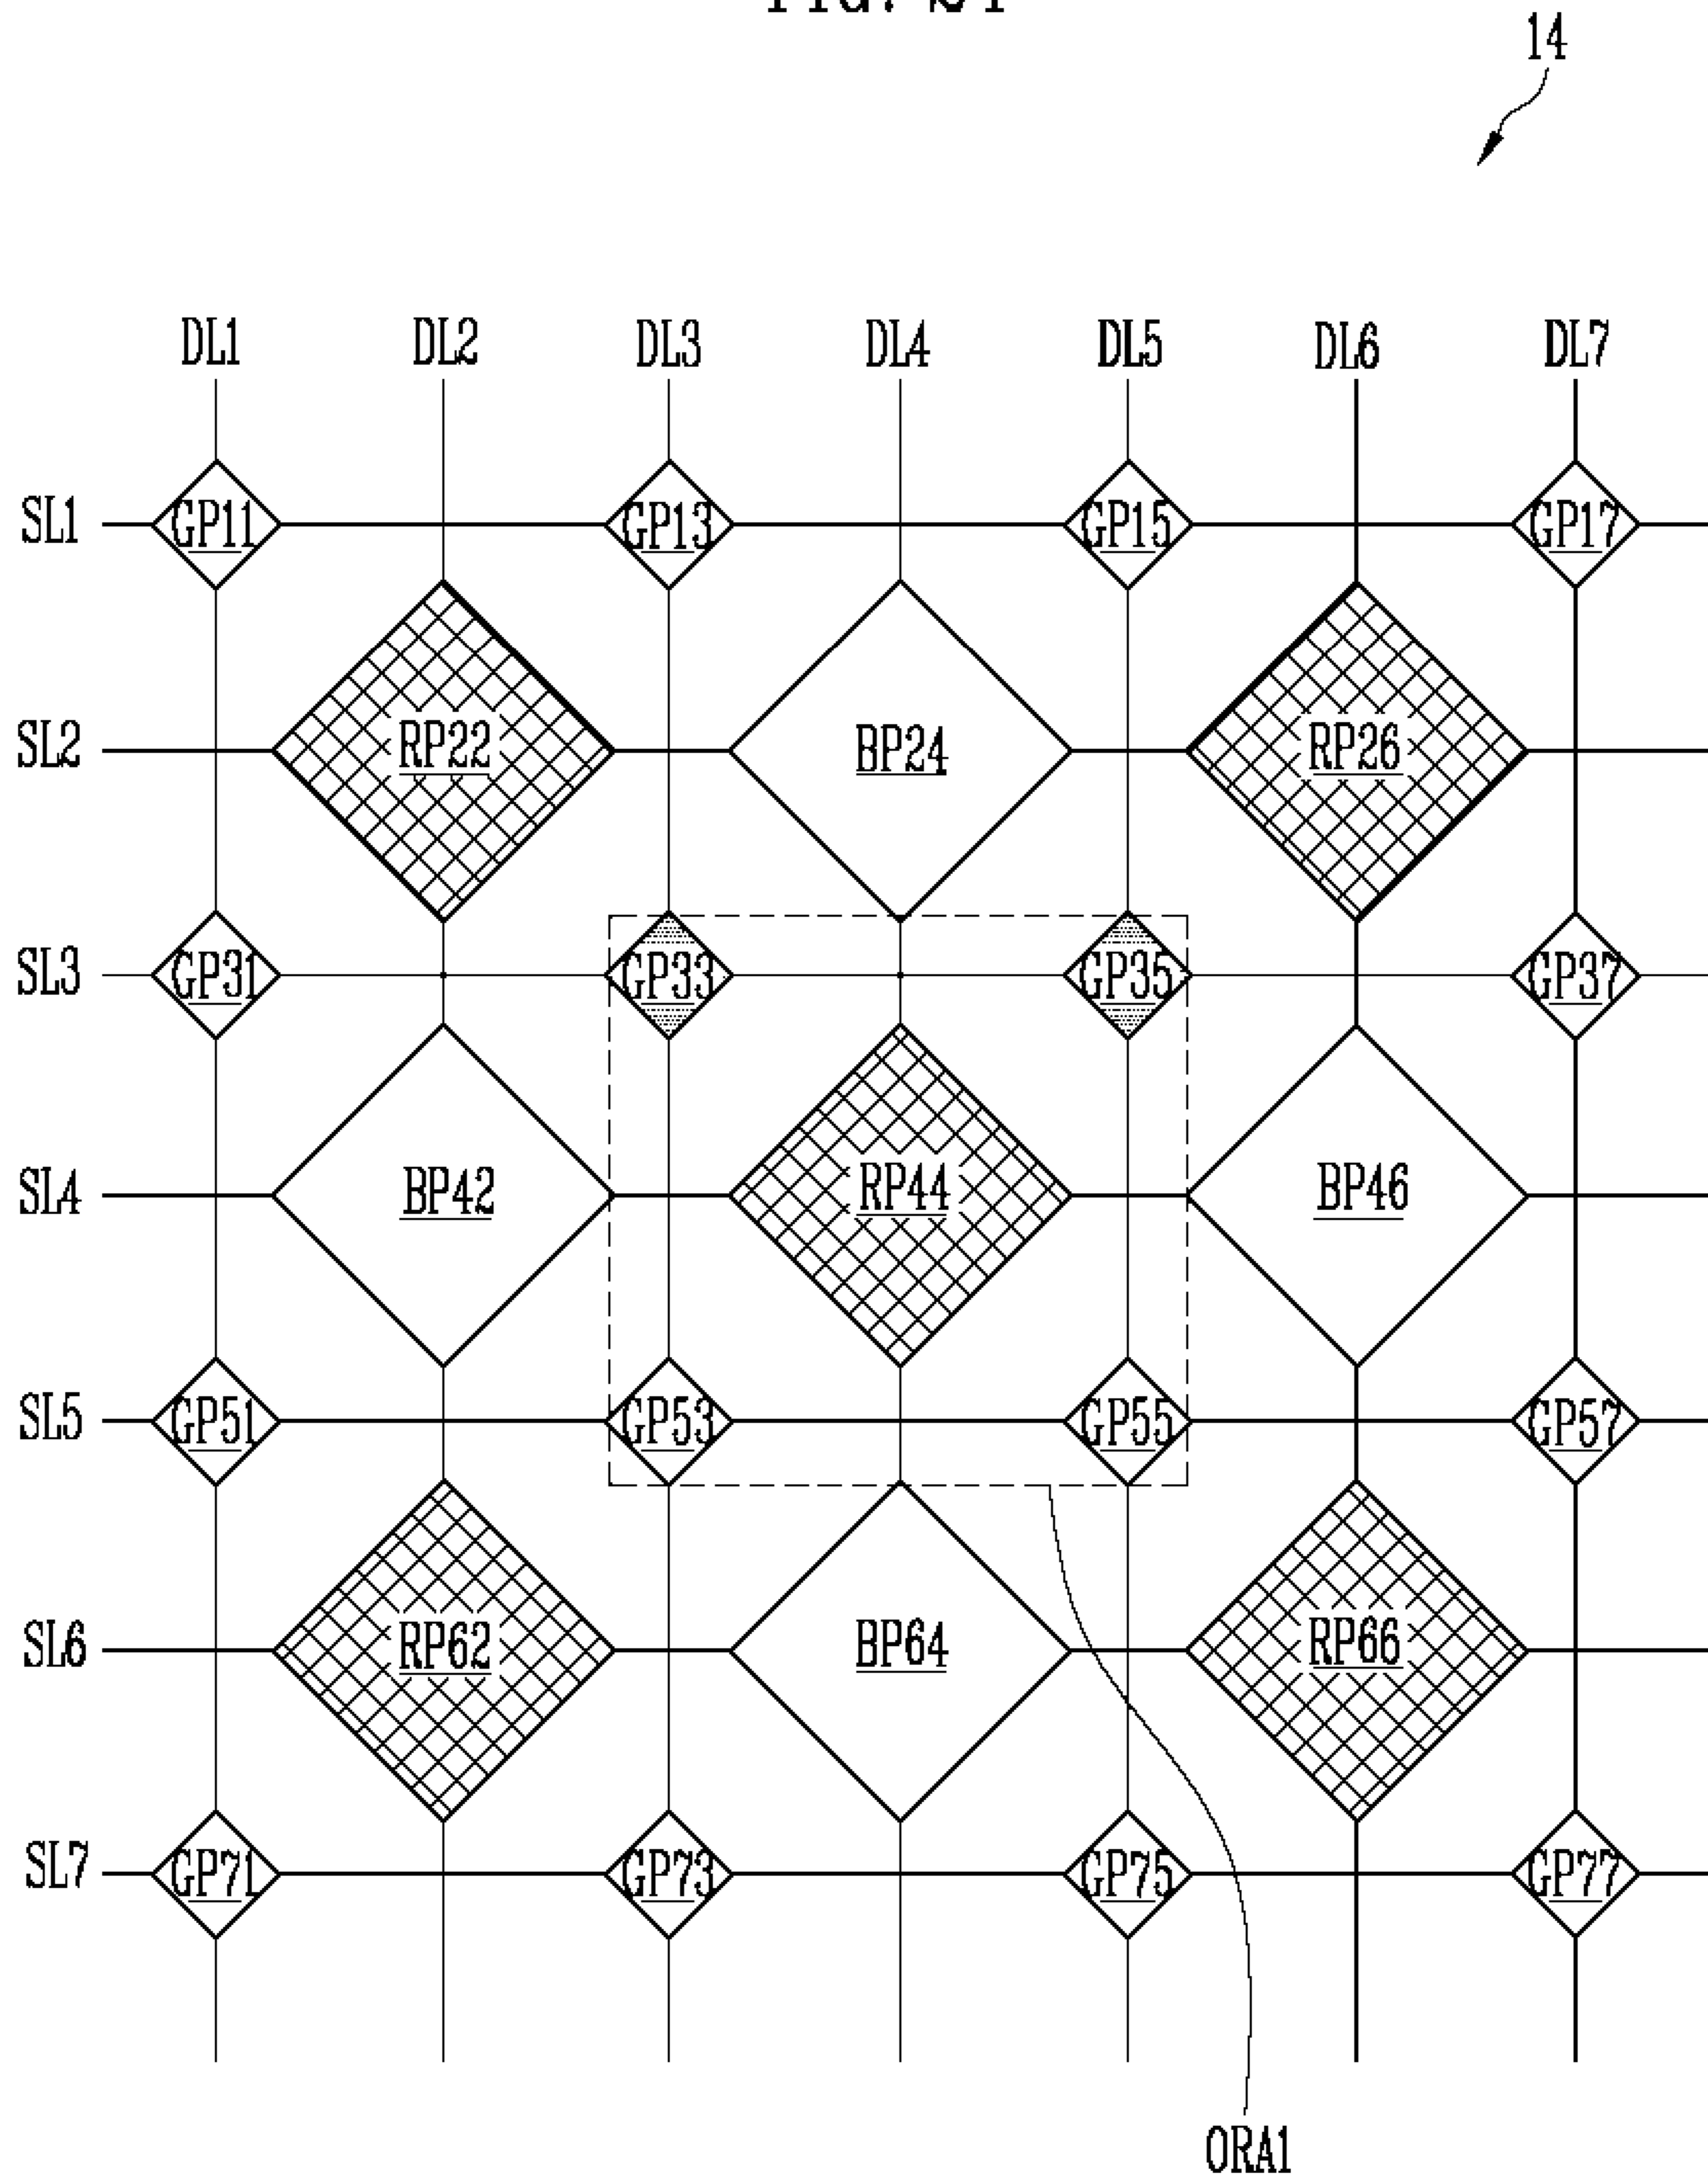 14
DL1 DL2 DL3 DL4 DL5 DL6 DL7
SL1 GP11 GP13 GP15 GP17
SL2 RP22 BP24 RP26
SL3 GP31 GP33 GP35 GP37
SL4 BP42 RP44 BP46
SL5 GP51 GP53 GP55 GP57
SL6 RP62 BP64 RP66
SL7 GP71 GP73 GP75 GP77
ORA1